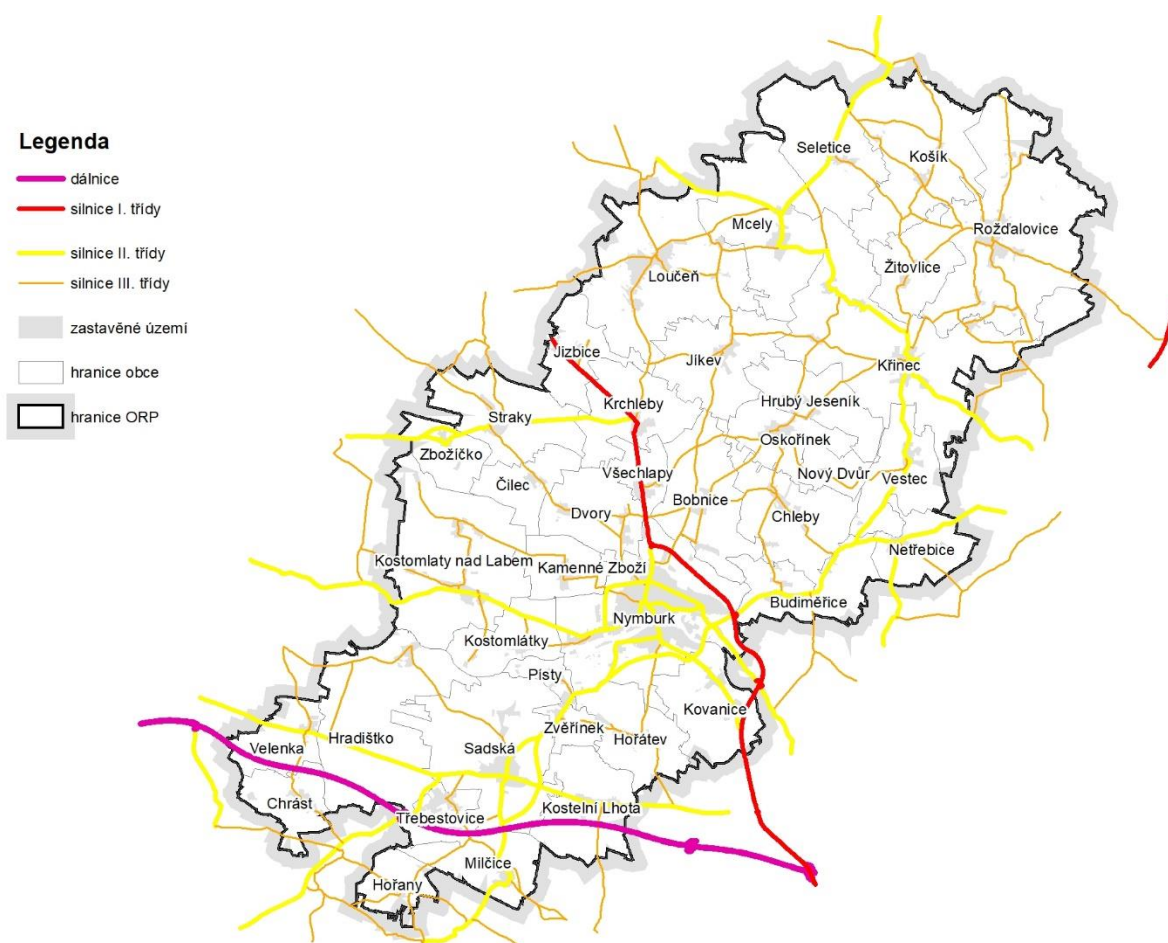 Legenda
dálnice
silnice I. třídy
silnice II. třídy
silnice III. třídy
zastavěné území
hranice obce
hranice ORP
Seletice
Košík
Mcely
Rožďalovice
Žitovlice
Loučeň
Jizbice
Jíkev
Křinec
Krchleby
Hrubý Jeseník
Straky
Oskořínek
Zbožíčko
Všechlapy
Nový Dvůr
Vestec
Čilec
Bobnice
Dvory
Chleby
Netřebice
Kostomlaty nad Labem
Kamenné Zboží
Budiměřice
Nymburk
Kostomlátky
Pisty
Kovanice
Zvěřínek
Hořátev
Hradištko
Velenka
Sadská
Chrást
Kostelní Lhota
Třebestovice
Milčice
Hořany